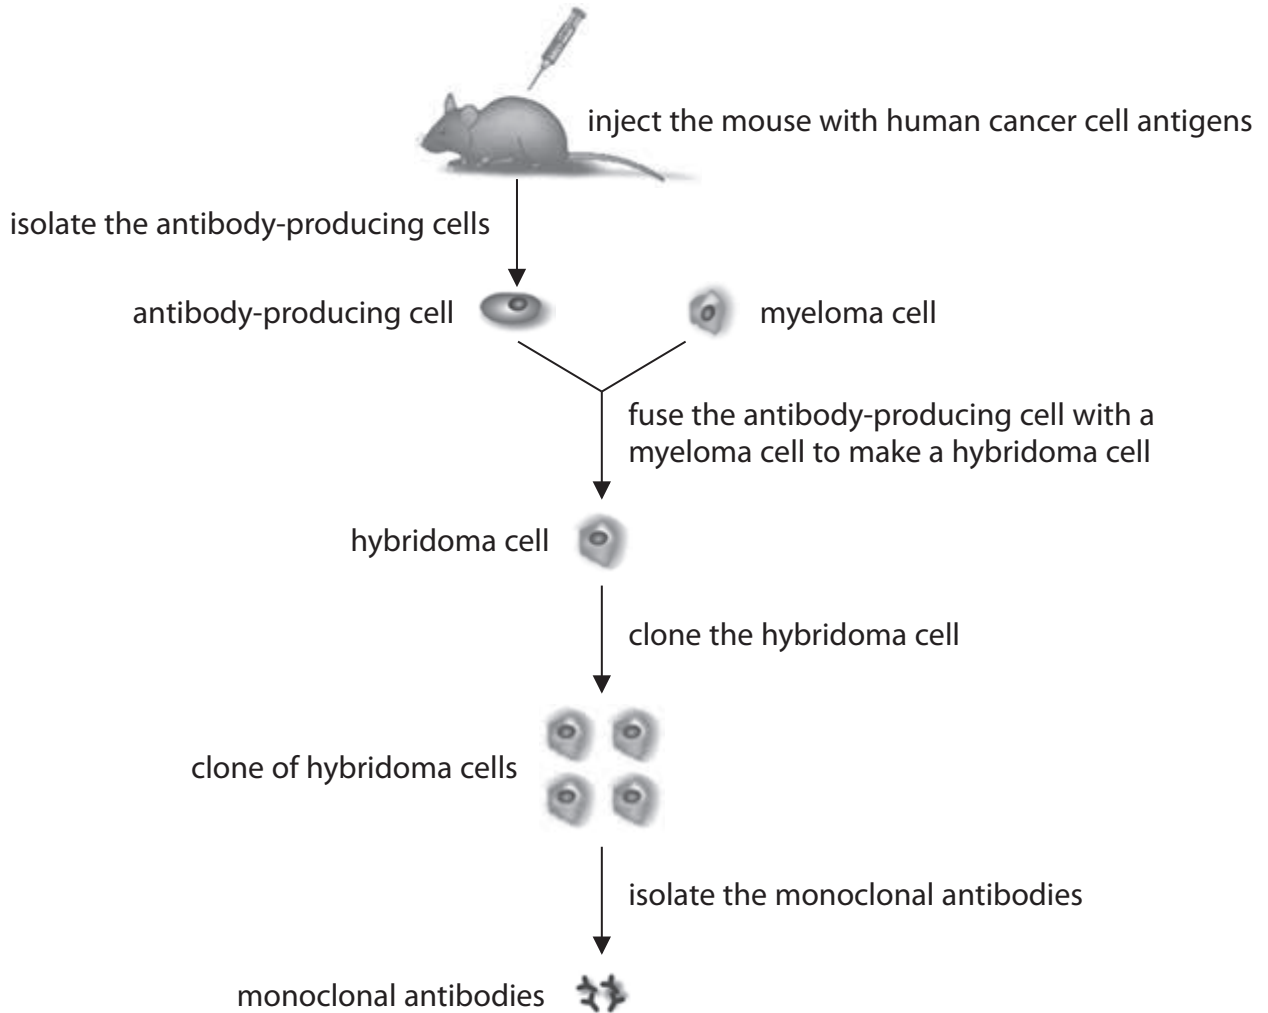 inject the mouse with human cancer cell antigens
isolate the antibody-producing cells
antibody-producing cell
myeloma cell
fuse the antibody-producing cell with a
myeloma cell to make a hybridoma cell
hybridoma cell
clone the hybridoma cell
clone of hybridoma cells
isolate the monoclonal antibodies
monoclonal antibodies